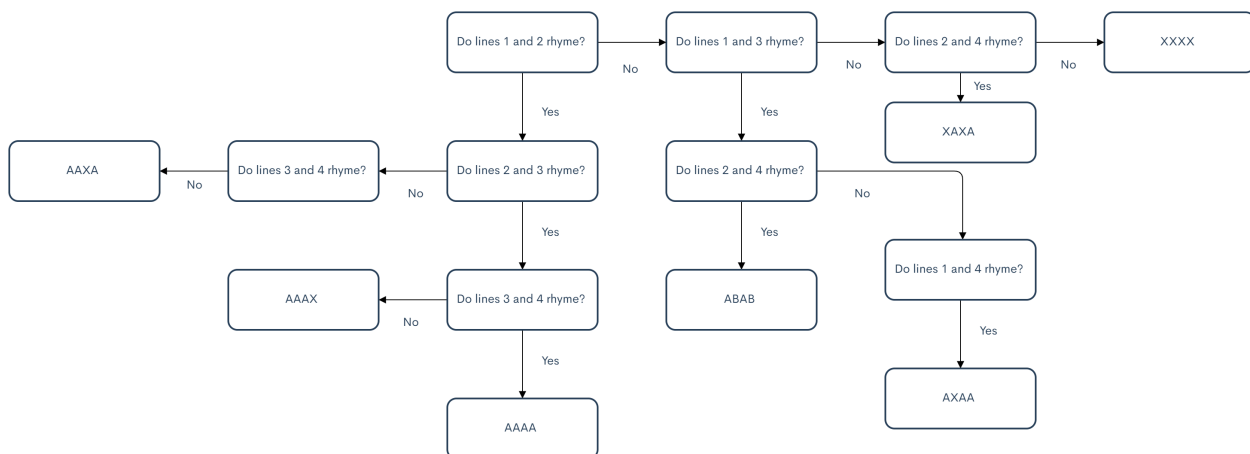 Do lines 1 and 2 rhyme?
No
Do lines 1 and 3 rhyme?
No
Do lines 2 and 4 rhyme?
No
XXXX
Yes
Yes
Yes
XAXA
AAXA
No
Do lines 3 and 4 rhyme?
No
Do lines 2 and 3 rhyme?
Do lines 2 and 4 rhyme?
No
Yes
Yes
Do lines 1 and 4 rhyme?
AAAX
No
Do lines 3 and 4 rhyme?
ABAB
Yes
Yes
AXAA
AAAA